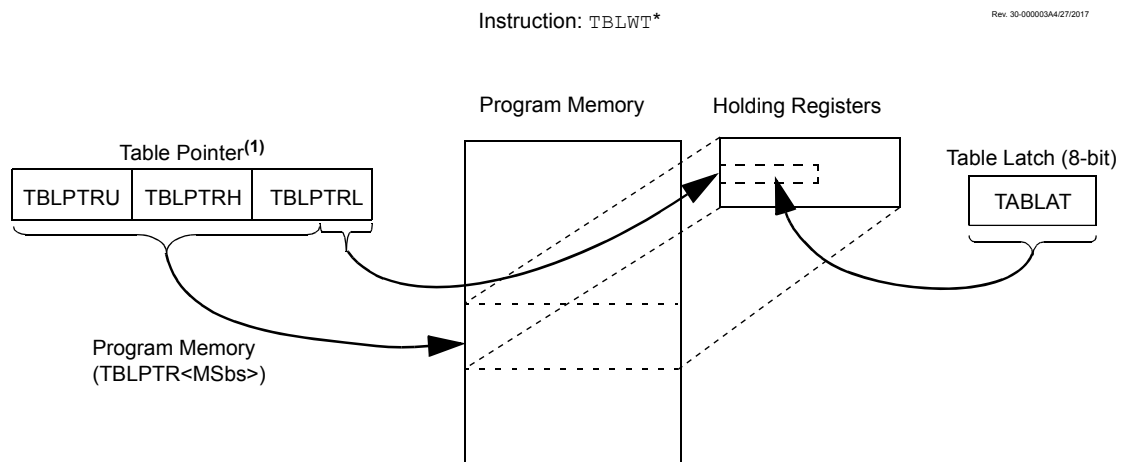 Instruction: TBLWT*
Rev. 30-000003A4/27/2017
Program Memory
Holding Registers
Table Pointer(1)
Table Latch (8-bit)
TBLPTRU
TBLPTRH
TBLPTRL
TABLAT
Program Memory
(TBLPTR<MSbs>)